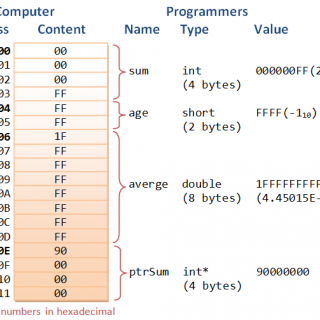 Computer Programmers
ss Content Name Type Value
00 00
01 00
02 00
03 FF
sum int 000000FF(2
(4 bytes)
04 FF
05 FF
age short FFFF(-110)
(2 bytes)
06 1F
07 FF
08 FF
09 FF
0A FF
0B FF
0C FF
0D FF
averge double 1FFFFFFFFF
(8 bytes) (4.45015E-
0E 90
0F 00
10 00
11 00
ptrSum int* 90000000
(4 bytes)
numbers in hexadecimal